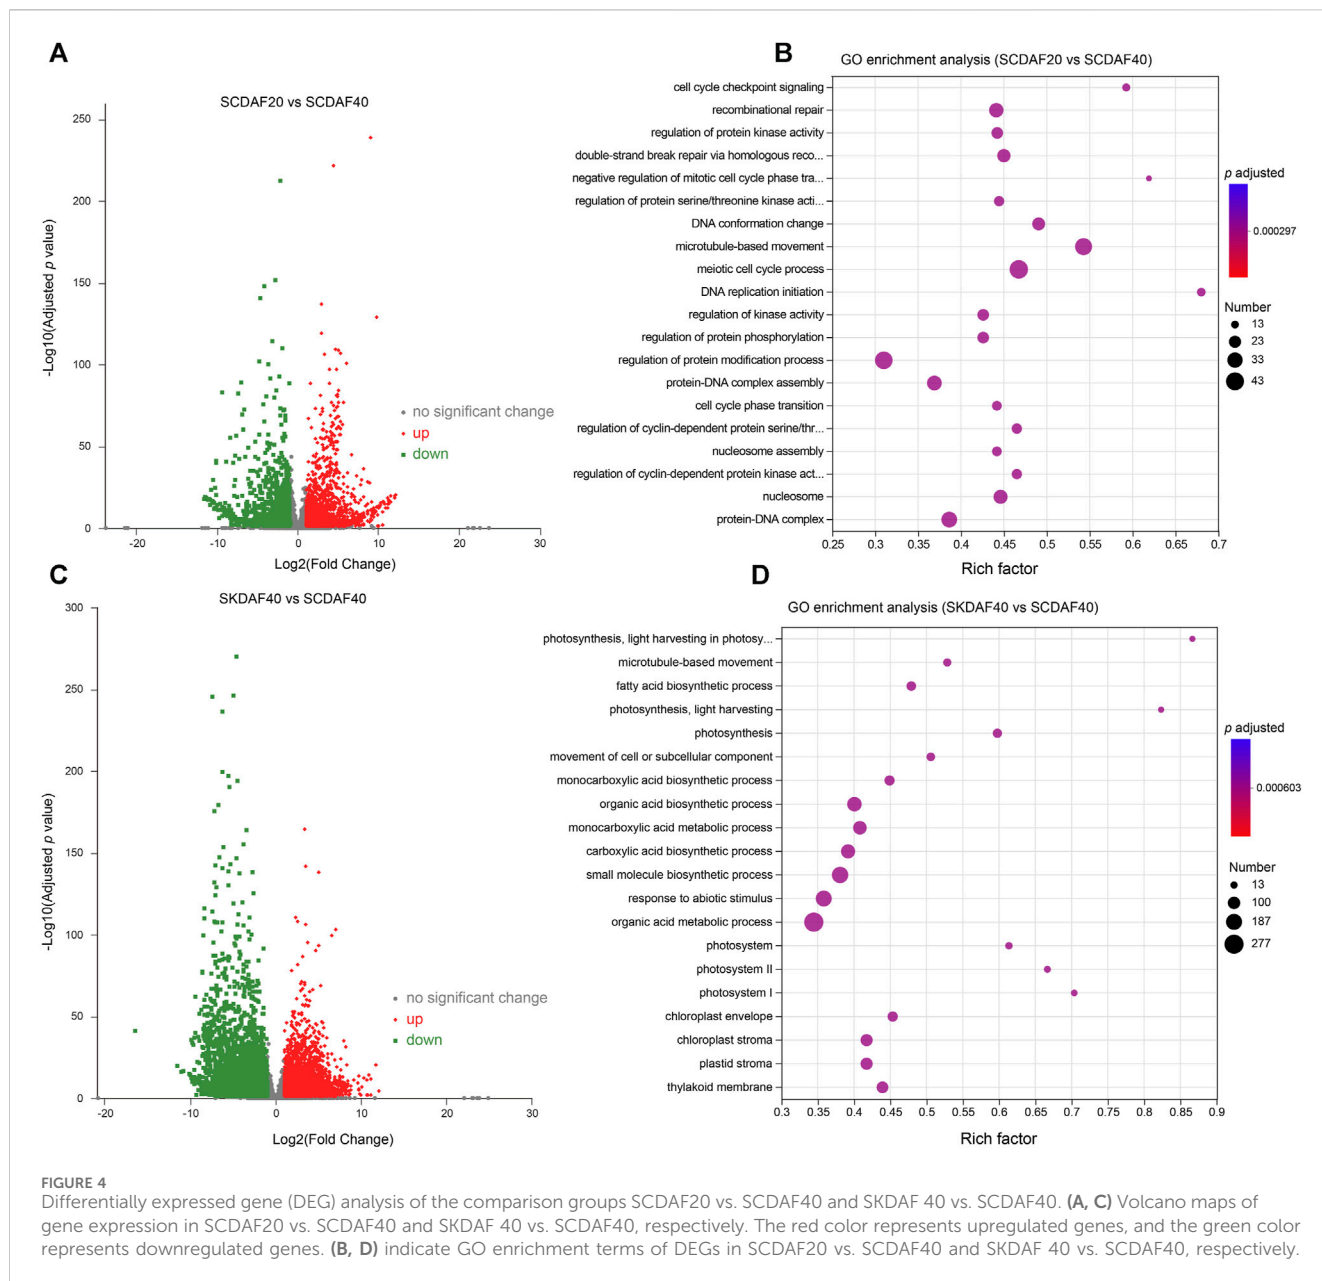 A
SCDAF20 vs SCDAF40
-Log10(Adjusted p value)
250
200
150
100
50
0
-20
-10
0
10
20
30
Log2(Fold Change)
no significant change
up
down
B
GO enrichment analysis (SCDAF20 vs SCDAF40)
cell cycle checkpoint signaling
recombinational repair
regulation of protein kinase activity
double-strand break repair via homologous reco...
negative regulation of mitotic cell cycle phase tra...
regulation of protein serine/threonine kinase acti...
DNA conformation change
microtubule-based movement
meiotic cell cycle process
DNA replication initiation
regulation of kinase activity
regulation of protein phosphorylation
regulation of protein modification process
protein-DNA complex assembly
cell cycle phase transition
regulation of cyclin-dependent protein serine/thr...
nucleosome assembly
regulation of cyclin-dependent protein kinase act...
nucleosome
protein-DNA complex
0.25
0.3
0.35
0.4
0.45
0.5
0.55
0.6
0.65
0.7
Rich factor
p adjusted
0.000297
Number
13
23
33
43
C
SKDAF40 vs SCDAF40
-Log10(Adjusted p value)
300
250
200
150
100
50
0
-20
-10
0
10
20
30
Log2(Fold Change)
no significant change
up
down
D
GO enrichment analysis (SKDAF40 vs SCDAF40)
photosynthesis, light harvesting in photosy...
microtubule-based movement
fatty acid biosynthetic process
photosynthesis, light harvesting
photosynthesis
movement of cell or subcellular component
monocarboxylic acid biosynthetic process
organic acid biosynthetic process
monocarboxylic acid metabolic process
carboxylic acid biosynthetic process
small molecule biosynthetic process
response to abiotic stimulus
organic acid metabolic process
photosystem
photosystem II
photosystem I
chloroplast envelope
chloroplast stroma
plastid stroma
thylakoid membrane
0.3
0.35
0.4
0.45
0.5
0.55
0.6
0.65
0.7
0.75
0.8
0.85
0.9
Rich factor
p adjusted
0.000603
Number
13
100
187
277
FIGURE 4
Differentially expressed gene (DEG) analysis of the comparison groups SCDAF20 vs. SCDAF40 and SKDAF 40 vs. SCDAF40. (A, C) Volcano maps of
gene expression in SCDAF20 vs. SCDAF40 and SKDAF 40 vs. SCDAF40, respectively. The red color represents upregulated genes, and the green color
represents downregulated genes. (B, D) indicate GO enrichment terms of DEGs in SCDAF20 vs. SCDAF40 and SKDAF 40 vs. SCDAF40, respectively.